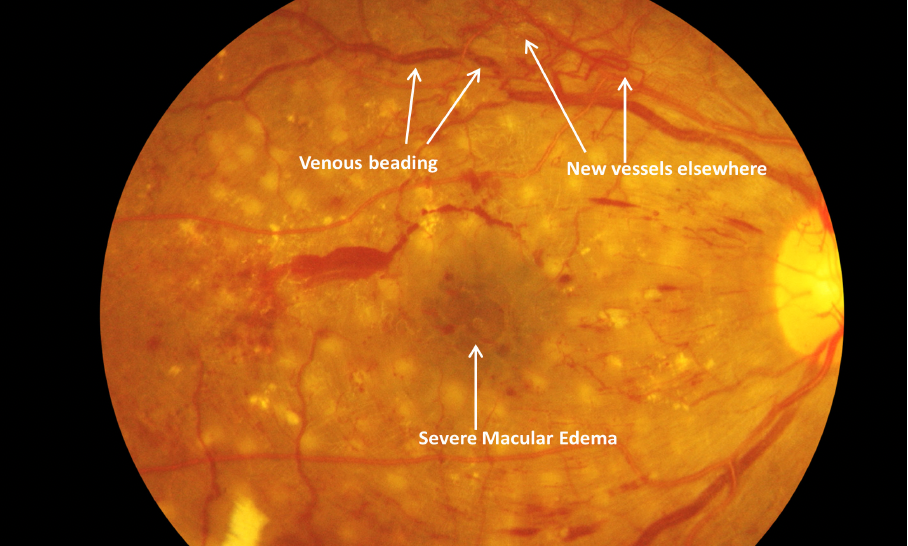 Venous beading
New vessels elsewhere
Severe Macular Edema